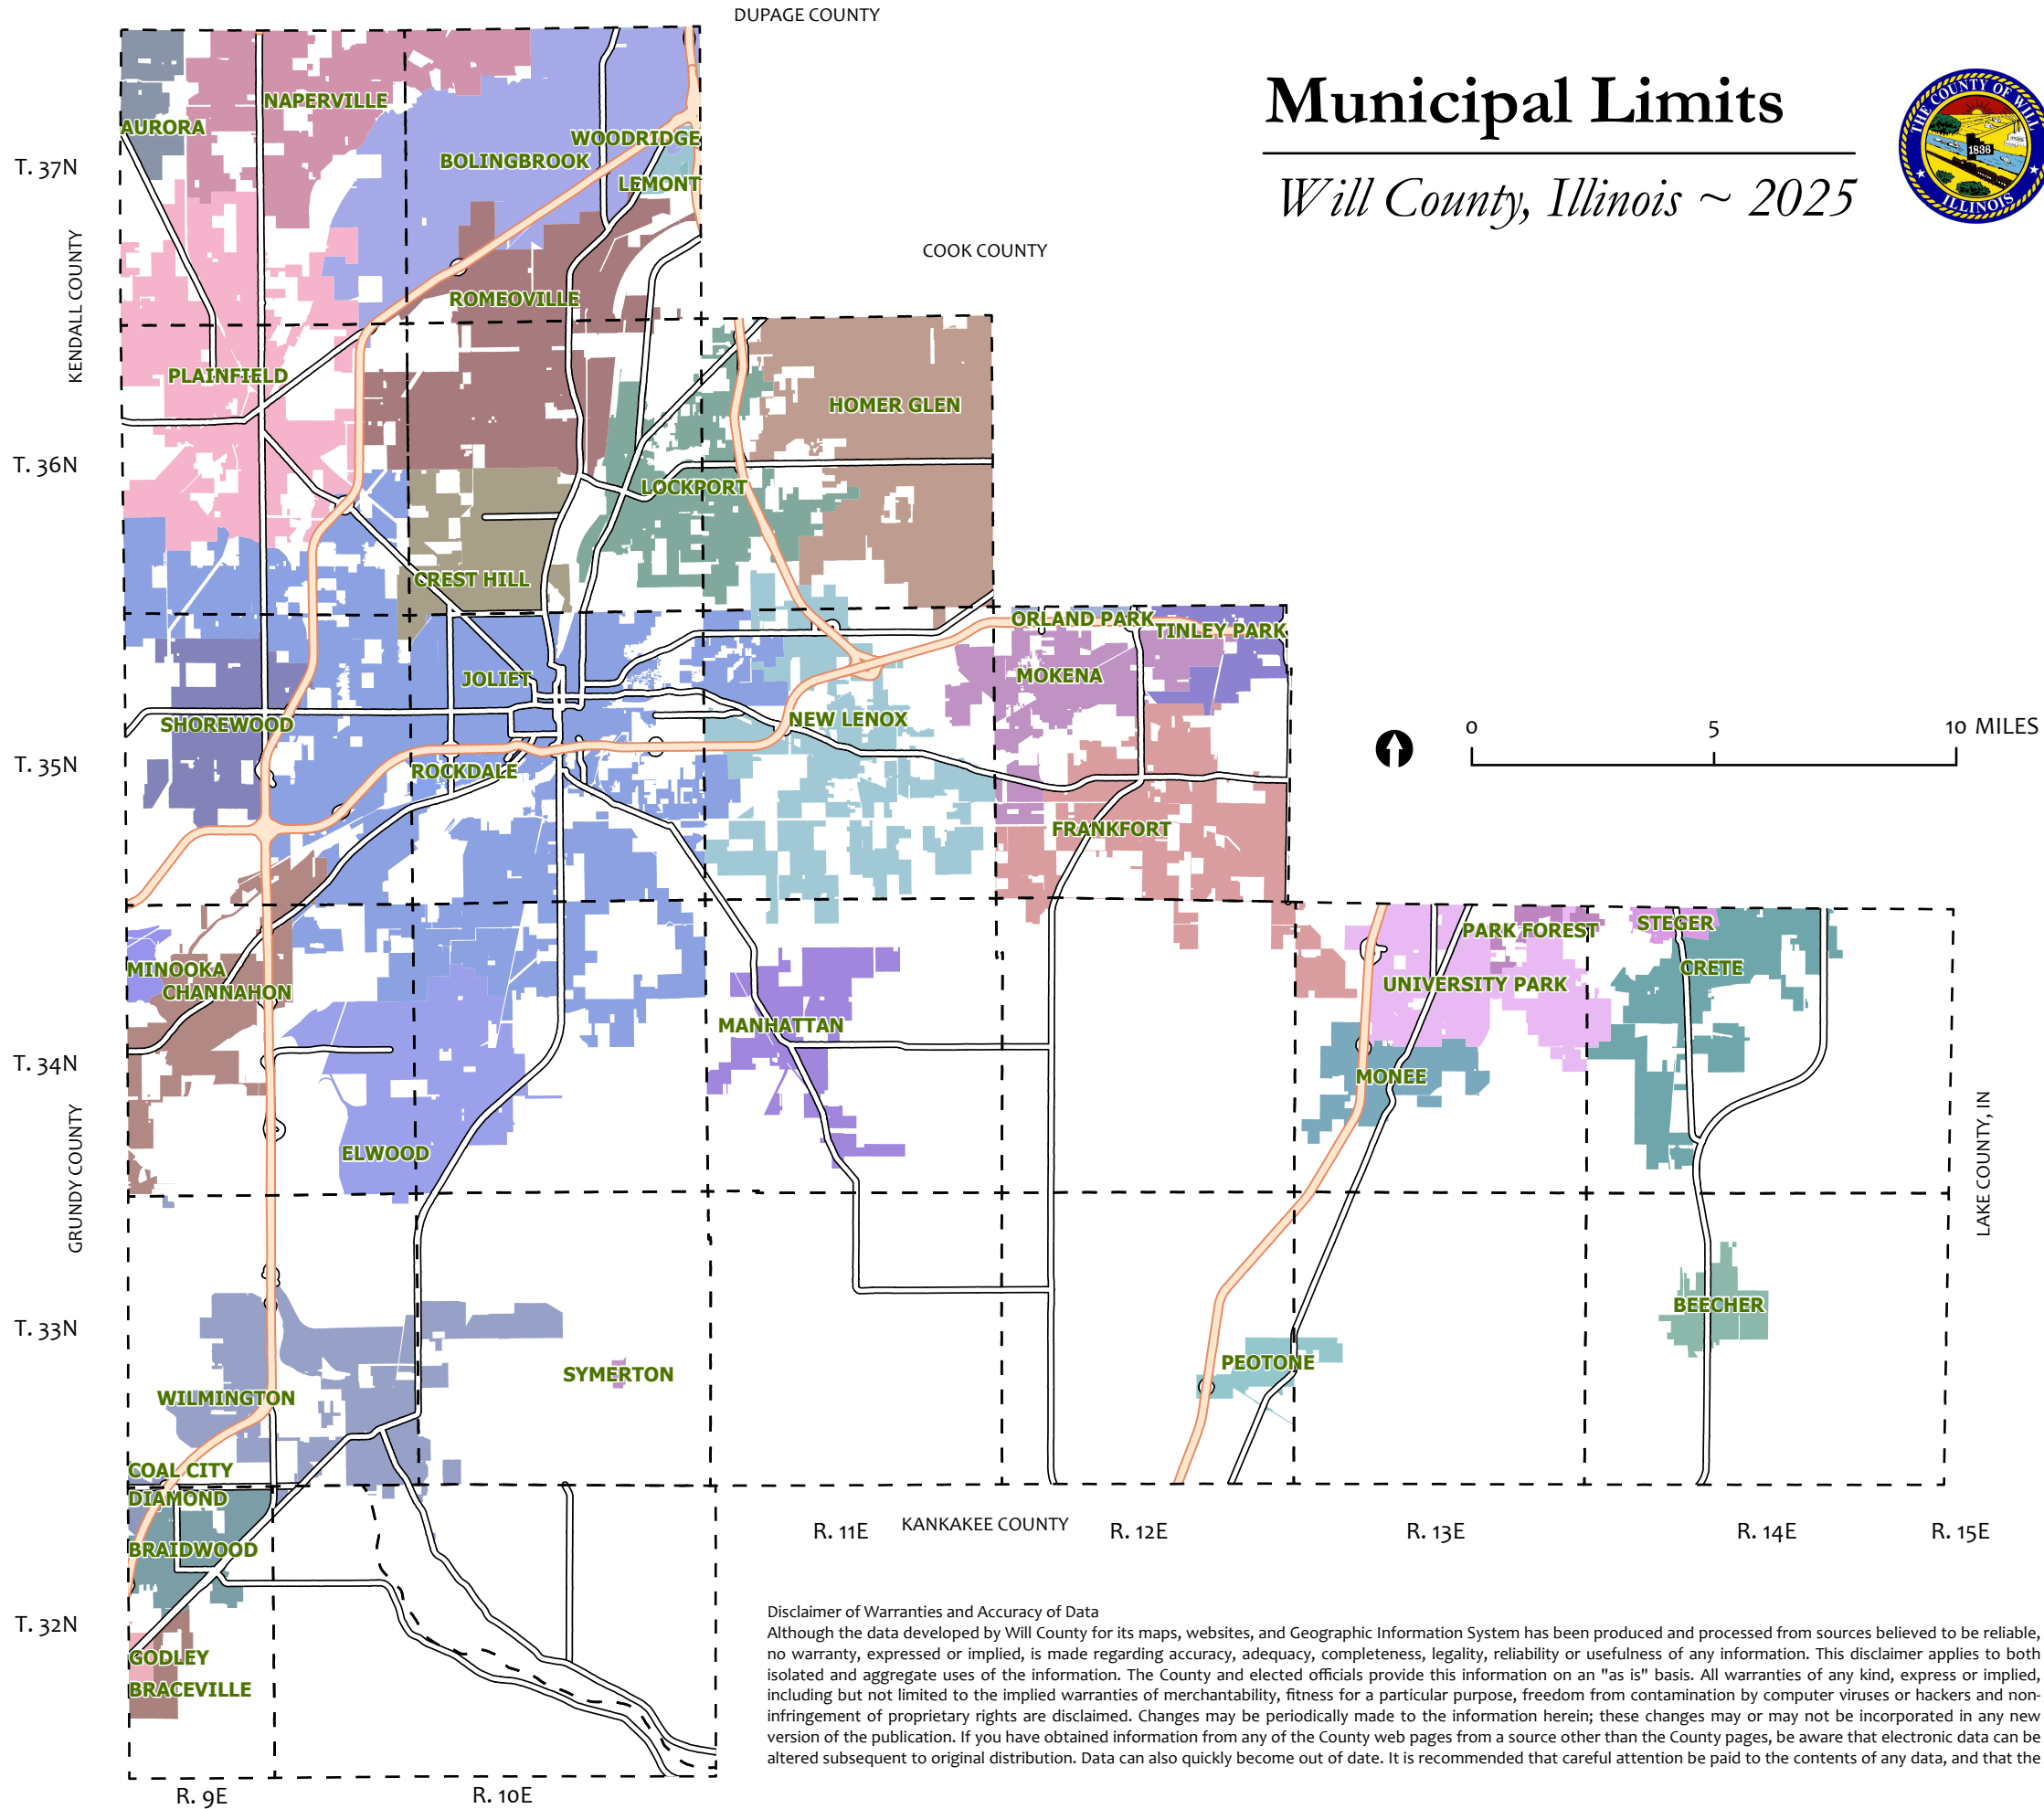 DUPAGE COUNTY
Municipal Limits
Will County, Illinois ~ 2025
THE COUNTY OF WILL
1836
ILLINOIS
NAPERVILLE
AURORA
WOODRIDGE
BOLINGBROOK
T. 37N
LEMONT
KENDALL COUNTY
COOK COUNTY
ROMEOVILLE
PLAINFIELD
HOMER GLEN
T. 36N
LOCKPORT
CREST HILL
ORLAND PARK
TINLEY PARK
JOLIET
MOKENA
SHOREWOOD
NEW LENOX
0 5 10 MILES
T. 35N
ROCKDALE
FRANKFORT
PARK FOREST
STEGER
MINOOKA
CRETE
CHANNAHON
UNIVERSITY PARK
MANHATTAN
T. 34N
MONEE
GRUNDY COUNTY
LAKE COUNTY, IN
ELWOOD
BEECHER
T. 33N
PEOTONE
SYMERTON
WILMINGTON
COAL CITY
DIAMOND
R. 11E
KANKAKEE COUNTY
R. 12E
R. 13E
R. 14E
R. 15E
BRAIDWOOD
T. 32N
GODLEY
BRACEVILLE
R. 9E
R. 10E
Disclaimer of Warranties and Accuracy of Data
Although the data developed by Will County for its maps, websites, and Geographic Information System has been produced and processed from sources believed to be reliable,
no warranty, expressed or implied, is made regarding accuracy, adequacy, completeness, legality, reliability or usefulness of any information. This disclaimer applies to both
isolated and aggregate uses of the information. The County and elected officials provide this information on an "as is" basis. All warranties of any kind, express or implied,
including but not limited to the implied warranties of merchantability, fitness for a particular purpose, freedom from contamination by computer viruses or hackers and non-
infringement of proprietary rights are disclaimed. Changes may be periodically made to the information herein; these changes may or may not be incorporated in any new
version of the publication. If you have obtained information from any of the County web pages from a source other than the County pages, be aware that electronic data can be
altered subsequent to original distribution. Data can also quickly become out of date. It is recommended that careful attention be paid to the contents of any data, and that the